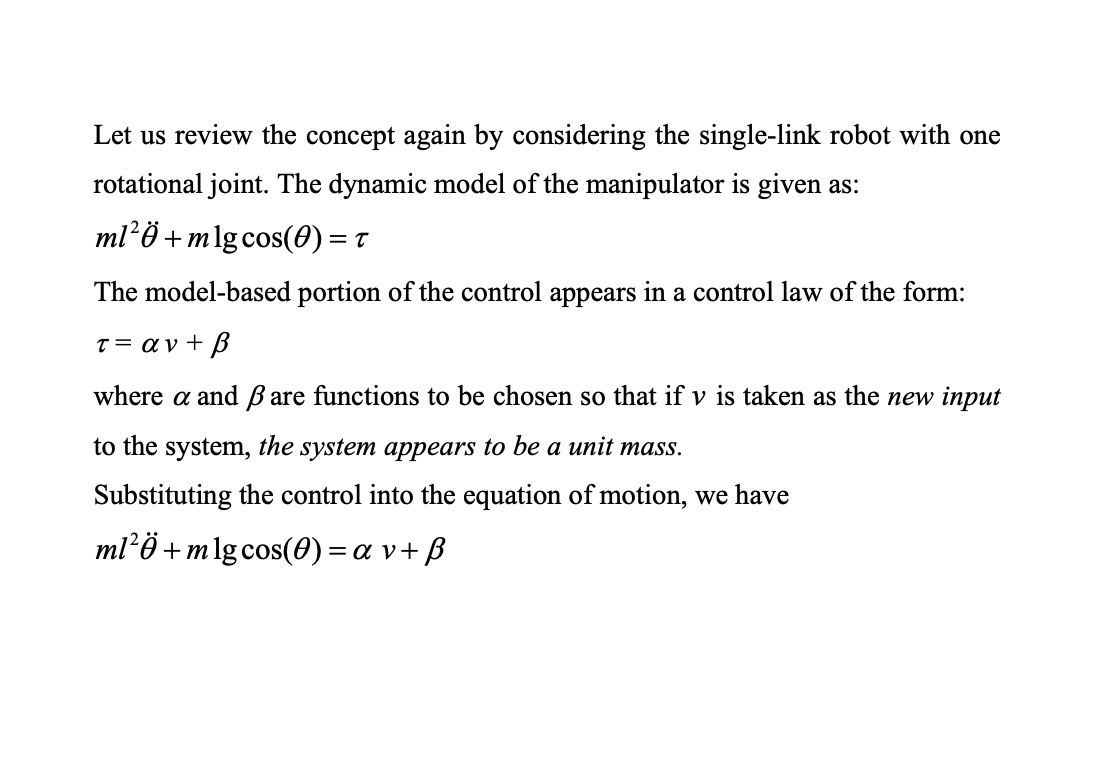 Let us review the concept again by considering the single-link robot with one
rotational joint. The dynamic model of the manipulator is given as:
ml²θ̈ + m lg cos(θ) = τ
The model-based portion of the control appears in a control law of the form:
τ = α ν + β
where α and β are functions to be chosen so that if ν is taken as the new input
to the system, the system appears to be a unit mass.
Substituting the control into the equation of motion, we have
ml²θ̈ + m lg cos(θ) = α ν + β